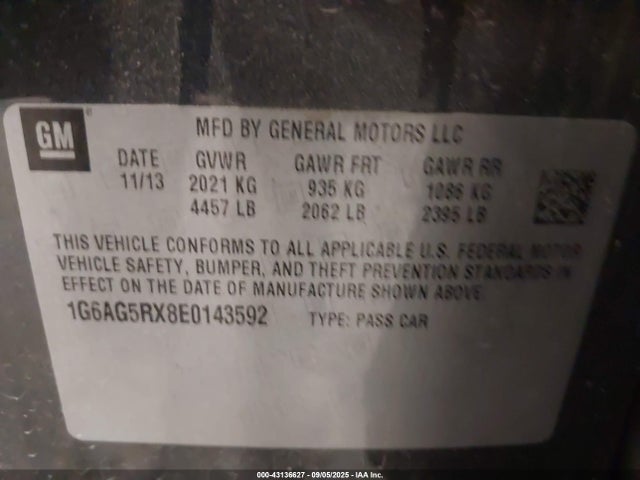 GM®
MFD BY GENERAL MOTORS LLC
DATE GVWR GAWR FRT GAWR RR
11/13 2021 KG 935 KG 1086 KG
4457 LB 2062 LB 2395 LB
THIS VEHICLE CONFORMS TO ALL APPLICABLE U.S. FEDERAL MOTOR
VEHICLE SAFETY, BUMPER, AND THEFT PREVENTION STANDARDS IN
EFFECT ON THE DATE OF MANUFACTURE SHOWN ABOVE.
1G6AG5RX8E0143592 TYPE: PASS CAR
000-43136627 - 09/05/2025 - IAA Inc.